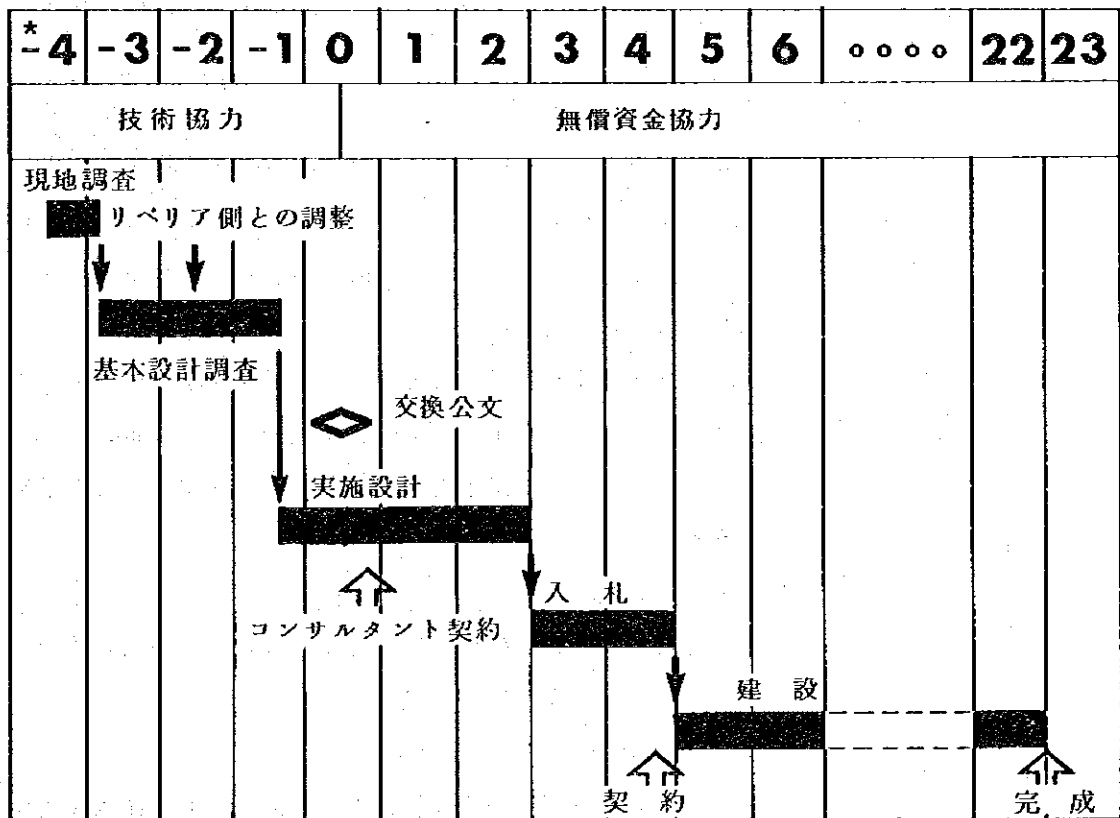 *
-4 -3 -2 -1 0 1 2 3 4 5 6 。。。。 22 23
技術協力 無償資金協力
現地調査
リベリア側との調整
基本設計調査
交換公文
実施設計
入 札
コンサルタント契約
建 設
契 約
完 成